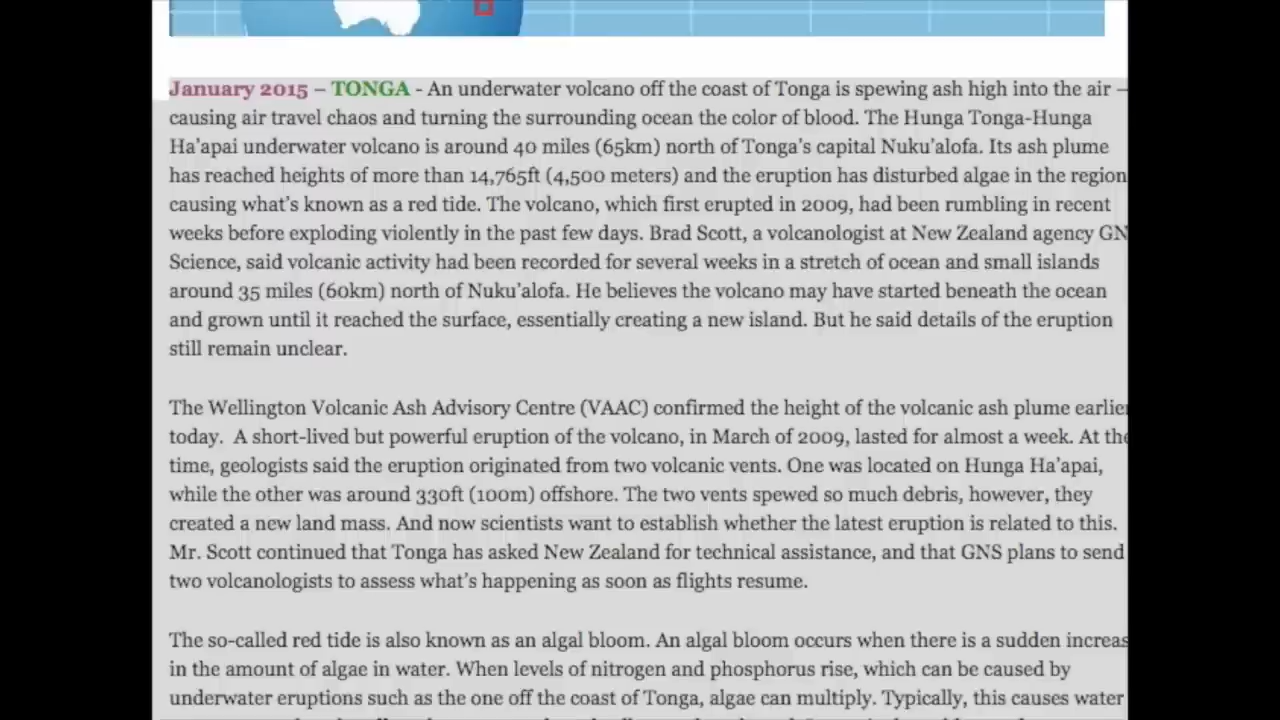 January 2015 – TONGA - An underwater volcano off the coast of Tonga is spewing ash high into the air –
causing air travel chaos and turning the surrounding ocean the color of blood. The Hunga Tonga-Hunga
Ha’apai underwater volcano is around 40 miles (65km) north of Tonga’s capital Nuku’alofa. Its ash plume
has reached heights of more than 14,765ft (4,500 meters) and the eruption has disturbed algae in the region
causing what’s known as a red tide. The volcano, which first erupted in 2009, had been rumbling in recent
weeks before exploding violently in the past few days. Brad Scott, a volcanologist at New Zealand agency GN
Science, said volcanic activity had been recorded for several weeks in a stretch of ocean and small islands
around 35 miles (60km) north of Nuku’alofa. He believes the volcano may have started beneath the ocean
and grown until it reached the surface, essentially creating a new island. But he said details of the eruption
still remain unclear.
The Wellington Volcanic Ash Advisory Centre (VAAC) confirmed the height of the volcanic ash plume earlier
today. A short-lived but powerful eruption of the volcano, in March of 2009, lasted for almost a week. At the
time, geologists said the eruption originated from two volcanic vents. One was located on Hunga Ha’apai,
while the other was around 330ft (100m) offshore. The two vents spewed so much debris, however, they
created a new land mass. And now scientists want to establish whether the latest eruption is related to this.
Mr. Scott continued that Tonga has asked New Zealand for technical assistance, and that GNS plans to send
two volcanologists to assess what’s happening as soon as flights resume.
The so-called red tide is also known as an algal bloom. An algal bloom occurs when there is a sudden increas
in the amount of algae in water. When levels of nitrogen and phosphorus rise, which can be caused by
underwater eruptions such as the one off the coast of Tonga, algae can multiply. Typically, this causes water